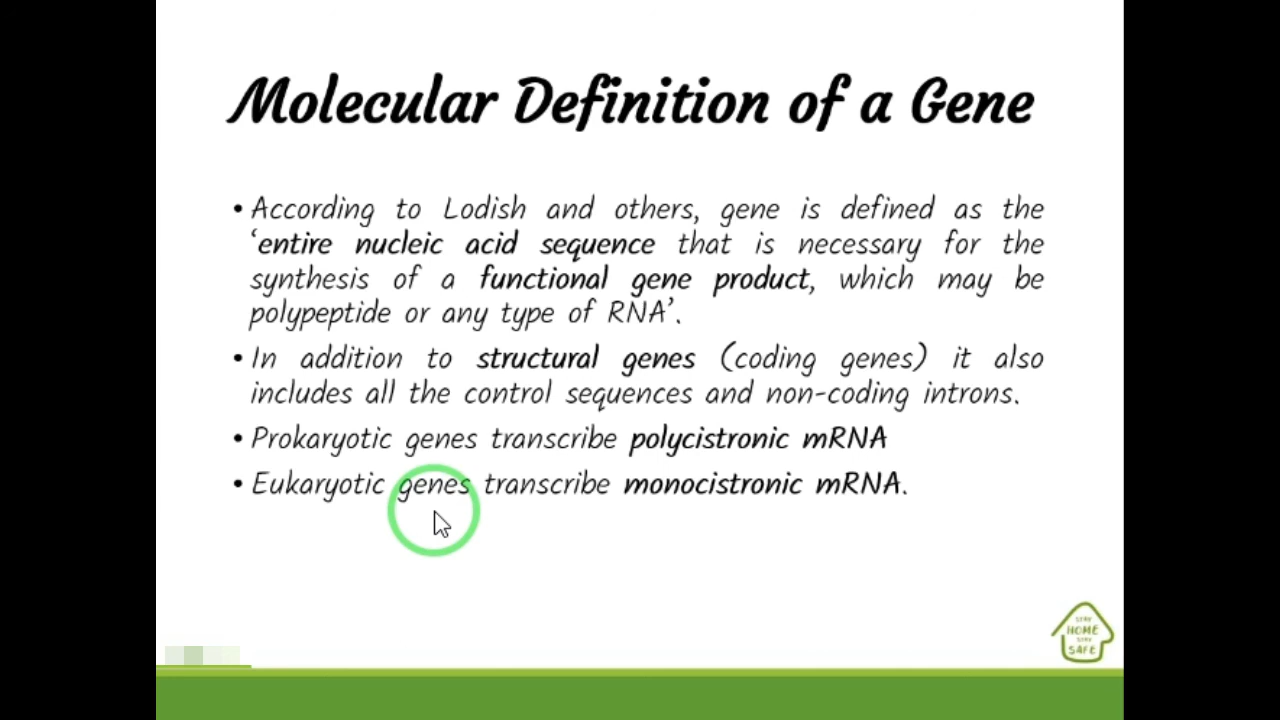 Molecular Definition of a Gene
• According to Lodish and others, gene is defined as the
‘entire nucleic acid sequence that is necessary for the
synthesis of a functional gene product, which may be
polypeptide or any type of RNA’.
• In addition to structural genes (coding genes) it also
includes all the control sequences and non-coding introns.
• Prokaryotic genes transcribe polycistronic mRNA
• Eukaryotic genes transcribe monocistronic mRNA.
STAY
HOME
STAY
SAFE